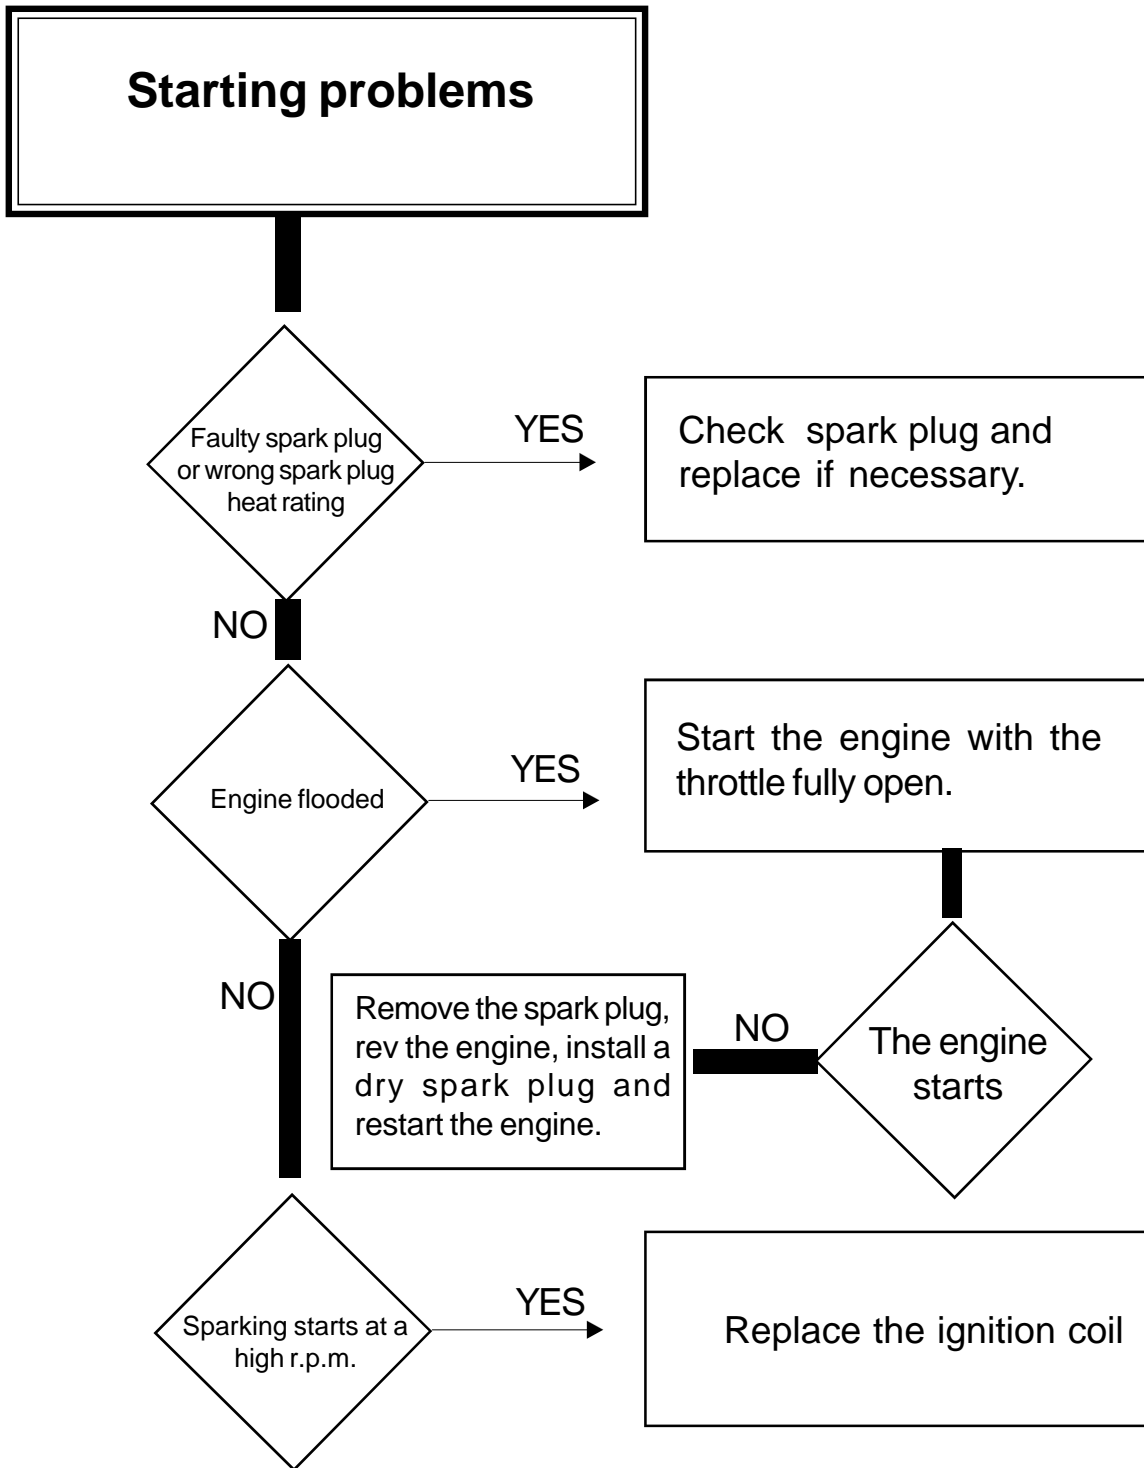 Starting problems
Faulty spark plug
or wrong spark plug
heat rating
YES
Check spark plug and
replace if necessary.
NO
Engine flooded
YES
Start the engine with the
throttle fully open.
NO
Remove the spark plug,
rev the engine, install a
dry spark plug and
restart the engine.
NO
The engine
starts
Sparking starts at a
high r.p.m.
YES
Replace the ignition coil